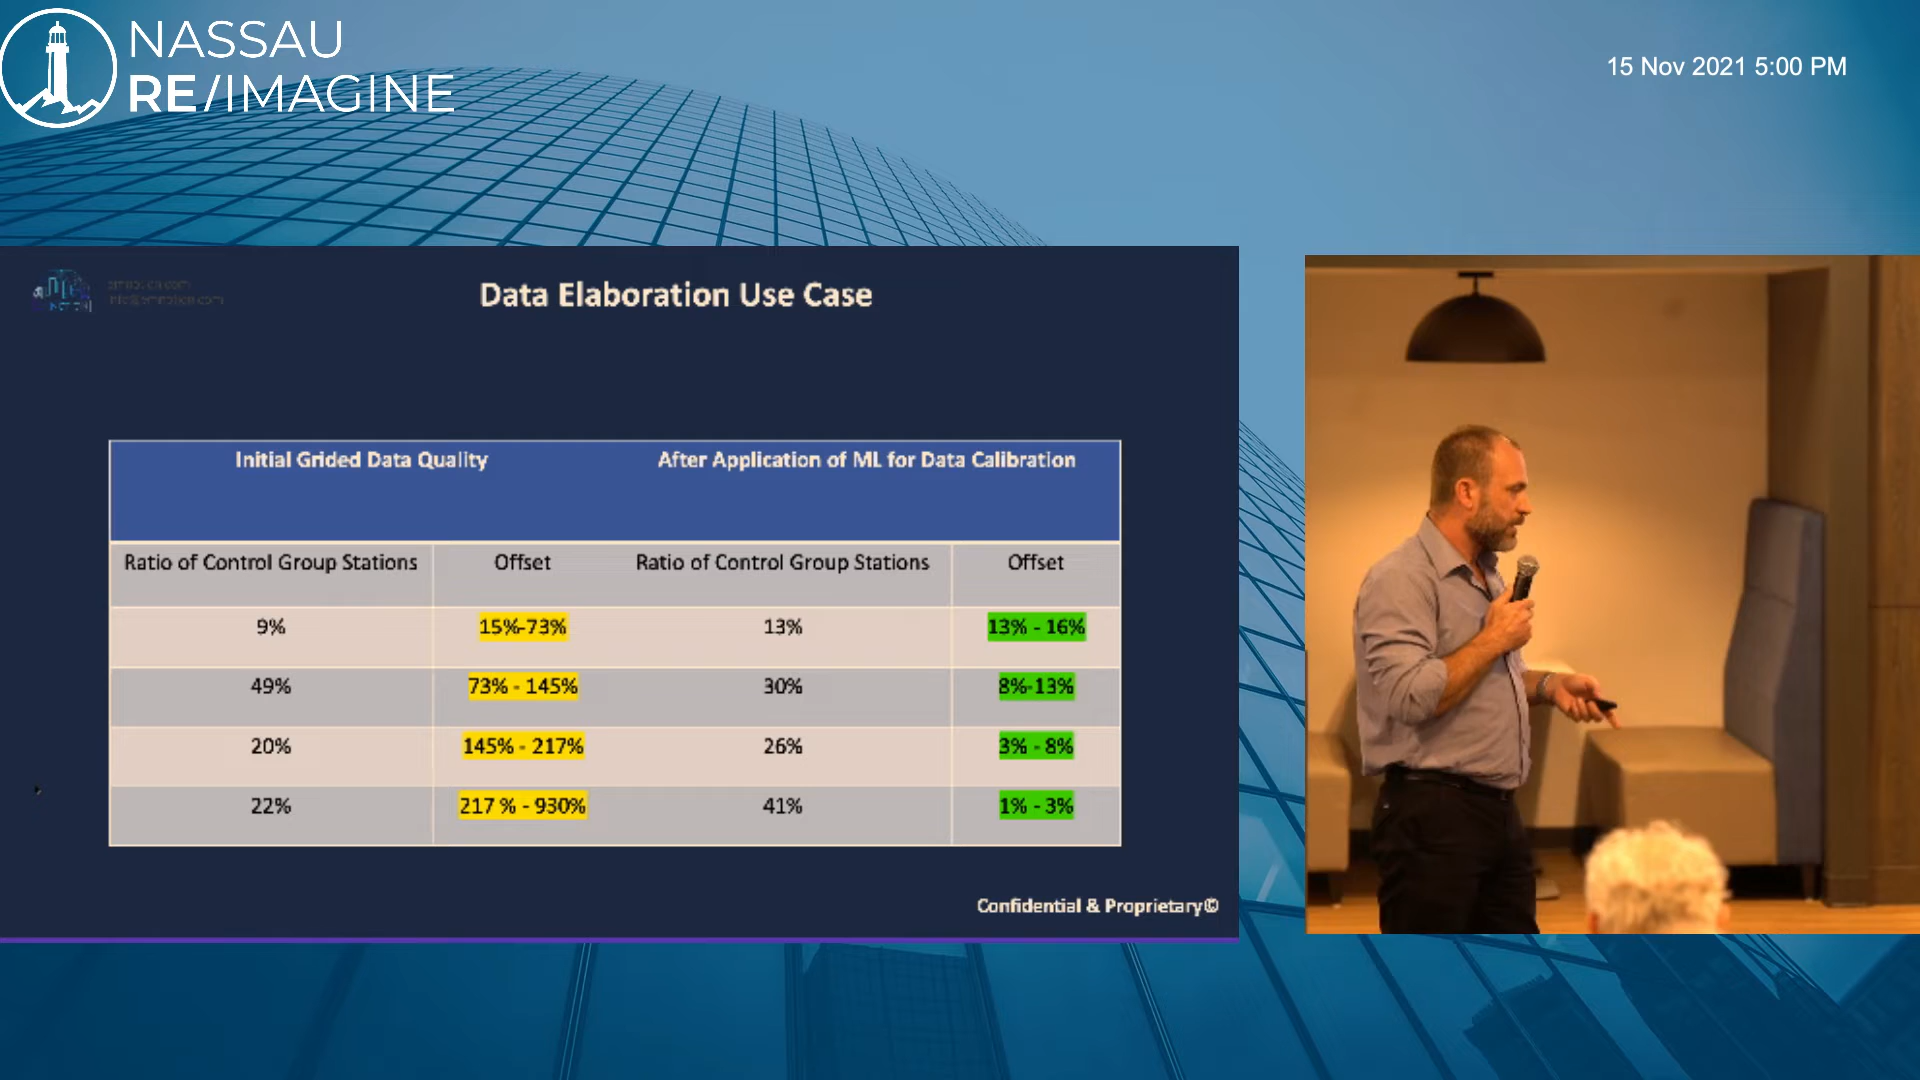 NASSAU
RE/IMAGINE
15 Nov 2021 5:00 PM
Data Elaboration Use Case
Initial Grided Data Quality After Application of ML for Data Calibration
Ratio of Control Group Stations Offset Ratio of Control Group Stations Offset
9% 15%-73% 13% 13% - 16%
49% 73% - 145% 30% 8%-13%
20% 145% - 217% 26% 3% - 8%
22% 217 % - 930% 41% 1% - 3%
Confidential & Proprietary©